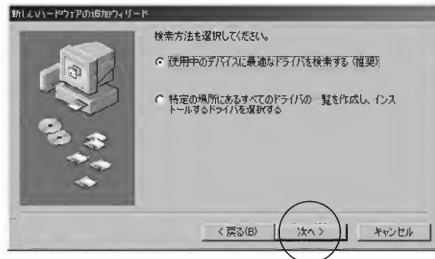 新しいハードウェアの追加ウィザード
検索方法を選択してください。
使用中のデバイスに最適なドライバを検索する (推奨)
特定の場所にあるすべてのドライバの一覧を作成し、インス
トールするドライバを選択する
< 戻る(B)
次へ >
キャンセル